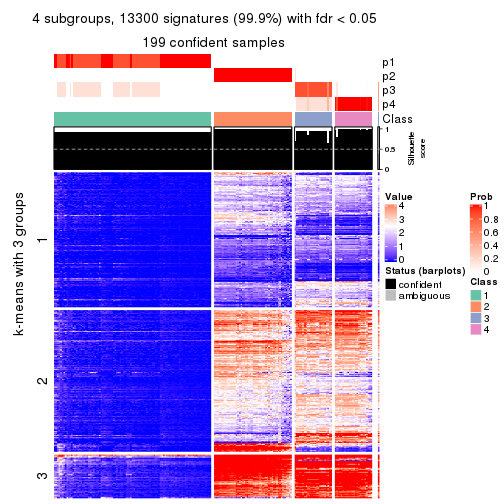 4 subgroups, 13300 signatures (99.9%) with fdr < 0.05
199 confident samples
p1
p2
p3
p4
Class
1
0.5
0
Silhouette
score
k-means with 3 groups
1
2
3
Value
4
3
2
1
0
Status (barplots)
confident
ambiguous
Prob
1
0.8
0.6
0.4
0.2
0
Class
1
2
3
4